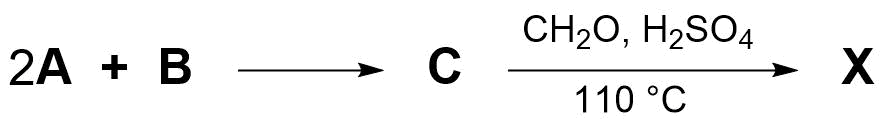 2A + B C CH₂O, H₂SO₄ X
110 °C